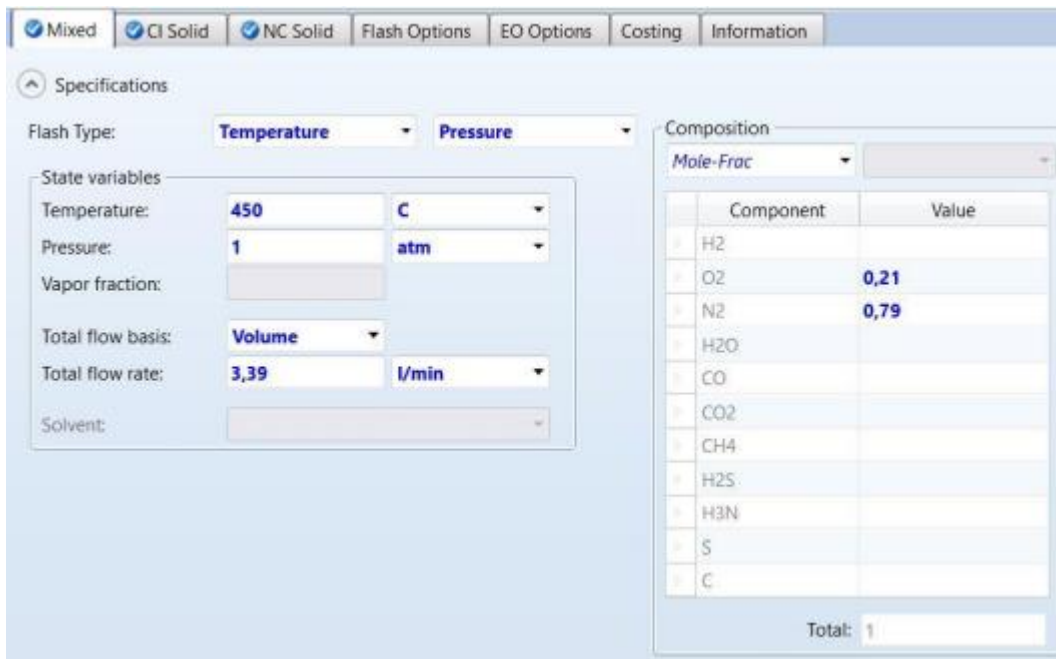 Mixed CI Solid NC Solid Flash Options EO Options Costing Information
Specifications
Flash Type: Temperature Pressure
State variables
Temperature: 450 C
Pressure: 1 atm
Vapor fraction:
Total flow basis: Volume
Total flow rate: 3,39 l/min
Solvent:
Composition
Mole-Frac
Component Value
H2
O2 0,21
N2 0,79
H2O
CO
CO2
CH4
H2S
H3N
S
C
Total: 1